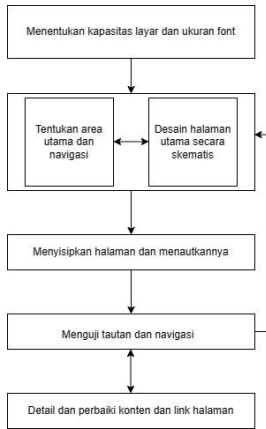 Menentukan kapasitas layar dan ukuran font
Tentukan area
utama dan
navigasi
Desain halaman
utama secara
skematis
Menyisipkan halaman dan menautkannya
Menguji tautan dan navigasi
Detail dan perbaiki konten dan link halaman